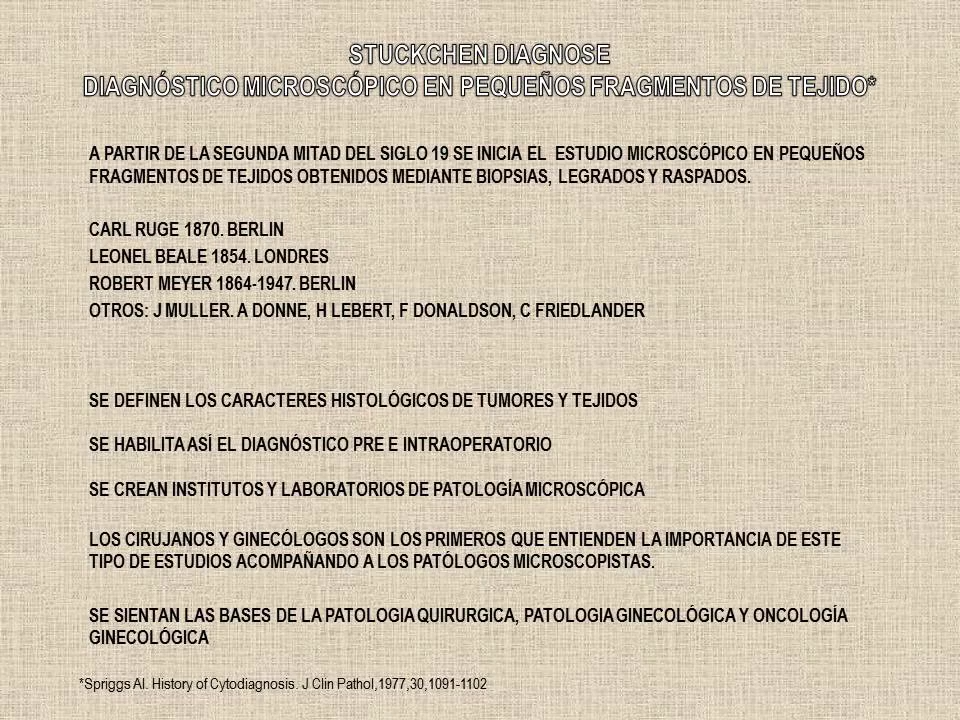 STUCKCHEN DIAGNOSE
DIAGNÓSTICO MICROSCÓPICO EN PEQUEÑOS FRAGMENTOS DE TEJIDO*
A PARTIR DE LA SEGUNDA MITAD DEL SIGLO 19 SE INICIA EL ESTUDIO MICROSCÓPICO EN PEQUEÑOS
FRAGMENTOS DE TEJIDOS OBTENIDOS MEDIANTE BIOPSIAS, LEGRADOS Y RASPADOS.
CARL RUGE 1870. BERLIN
LEONEL BEALE 1854. LONDRES
ROBERT MEYER 1864-1947. BERLIN
OTROS: J MULLER. A DONNE, H LEBERT, F DONALDSON, C FRIEDLANDER
SE DEFINEN LOS CARACTERES HISTOLÓGICOS DE TUMORES Y TEJIDOS
SE HABILITA ASÍ EL DIAGNÓSTICO PRE E INTRAOPERATORIO
SE CREAN INSTITUTOS Y LABORATORIOS DE PATOLOGÍA MICROSCÓPICA
LOS CIRUJANOS Y GINECÓLOGOS SON LOS PRIMEROS QUE ENTIENDEN LA IMPORTANCIA DE ESTE
TIPO DE ESTUDIOS ACOMPAÑANDO A LOS PATÓLOGOS MICROSCOPISTAS.
SE SIENTAN LAS BASES DE LA PATOLOGIA QUIRURGICA, PATOLOGIA GINECOLÓGICA Y ONCOLOGÍA
GINECOLÓGICA
*Spriggs AI. History of Cytodiagnosis. J Clin Pathol,1977,30,1091-1102